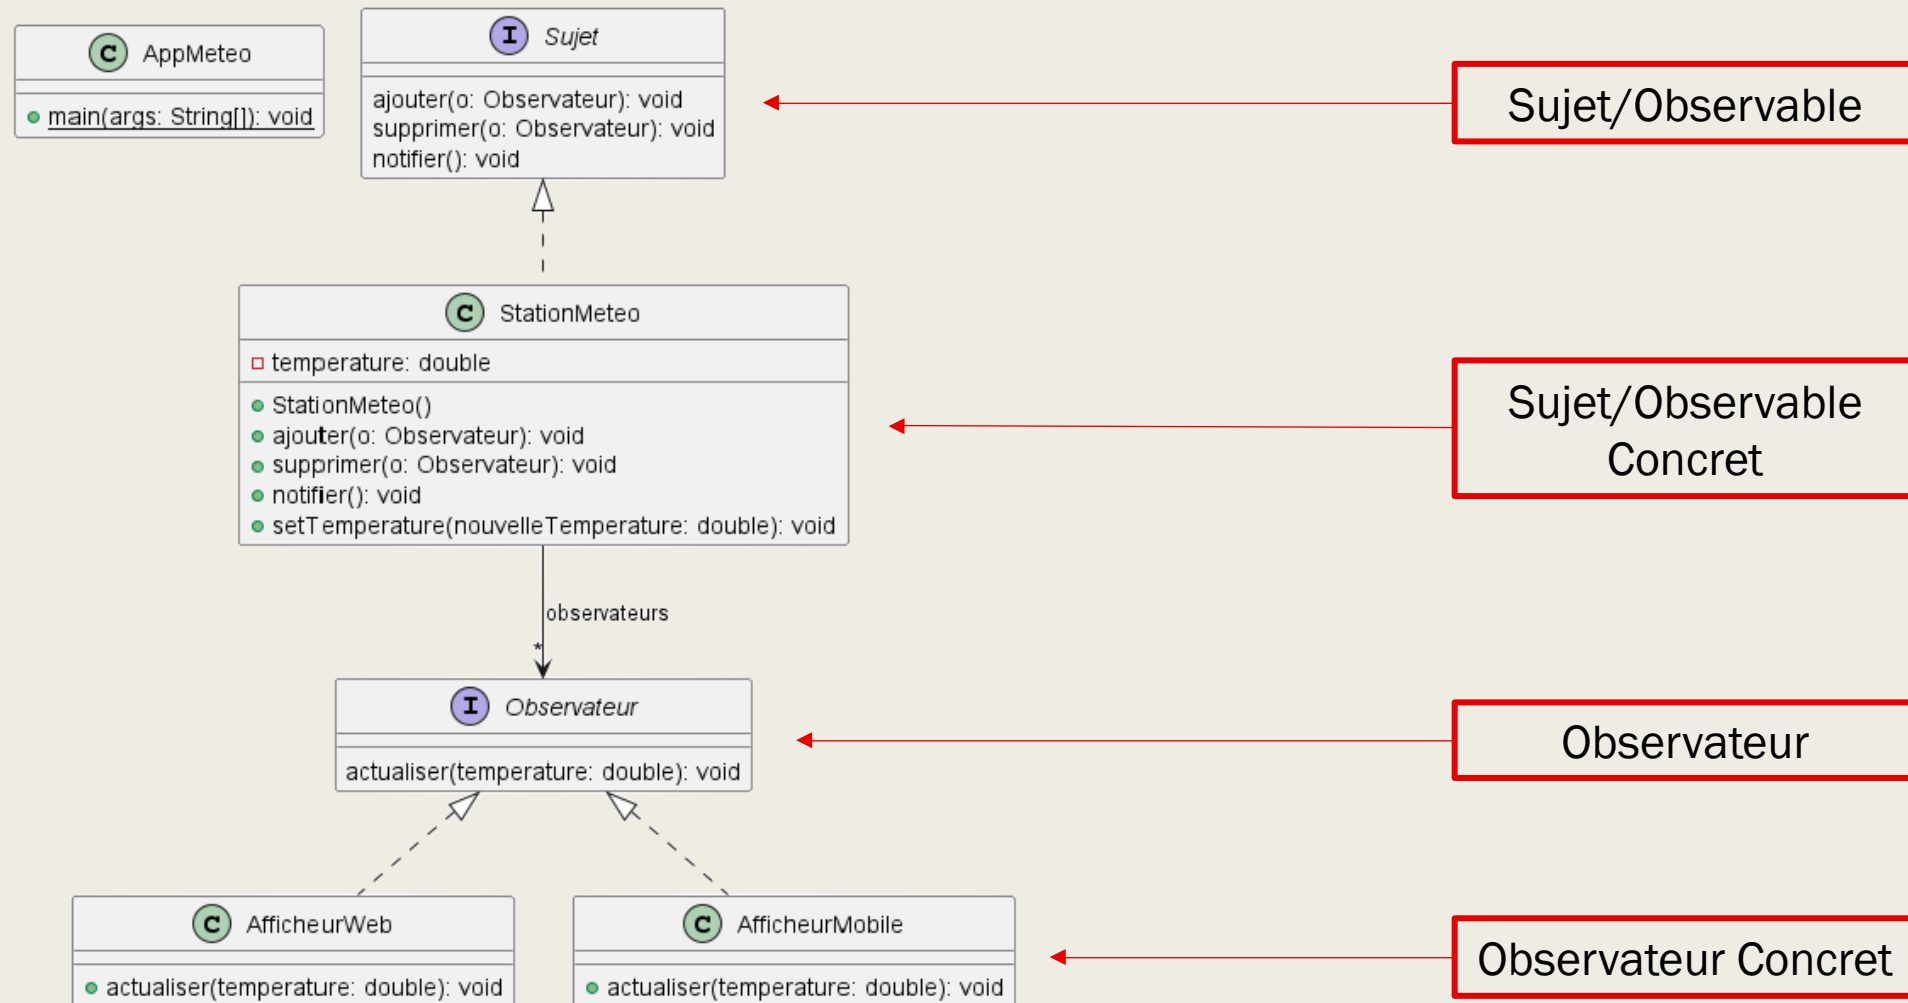 C AppMeteo
main(args: String[]): void
I Sujet
ajouter(o: Observateur): void
supprimer(o: Observateur): void
notifier(): void
Sujet/Observable
C StationMeteo
temperature: double
StationMeteo()
ajouter(o: Observateur): void
supprimer(o: Observateur): void
notifier(): void
setTemperature(nouvelleTemperature: double): void
Sujet/Observable
Concret
observateurs
*
I Observateur
actualiser(temperature: double): void
Observateur
C AfficheurWeb
actualiser(temperature: double): void
C AfficheurMobile
actualiser(temperature: double): void
Observateur Concret